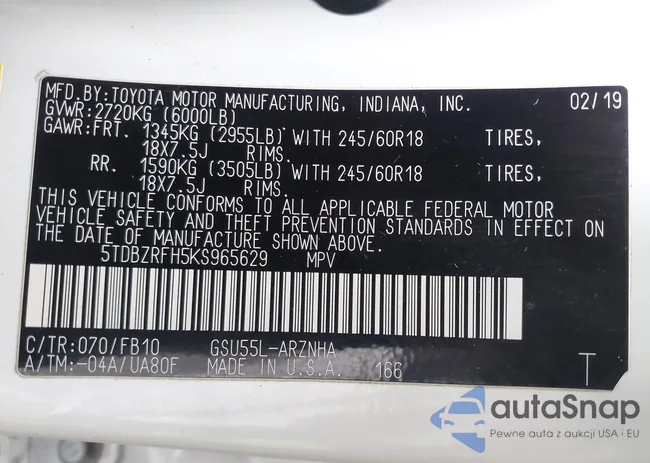 MFD.BY:TOYOTA MOTOR MANUFACTURING, INDIANA, INC. 02/19
GVWR:2720KG (6000LB)
GAWR:FRT. 1345KG (2955LB) WITH 245/60R18 TIRES,
18X7.5J RIMS.
RR. 1590KG (3505LB) WITH 245/60R18 TIRES,
18X7.5J RIMS.
THIS VEHICLE CONFORMS TO ALL APPLICABLE FEDERAL MOTOR
VEHICLE SAFETY AND THEFT PREVENTION STANDARDS IN EFFECT ON
THE DATE OF MANUFACTURE SHOWN ABOVE.
5TDBZRFH5KS965629 MPV
C/TR:070/FB10 GSU55L-ARZNHA
A/TM:-04A/UA80F MADE IN U.S.A. 166 T
autaSnap
Pewne auta z aukcji USA i EU